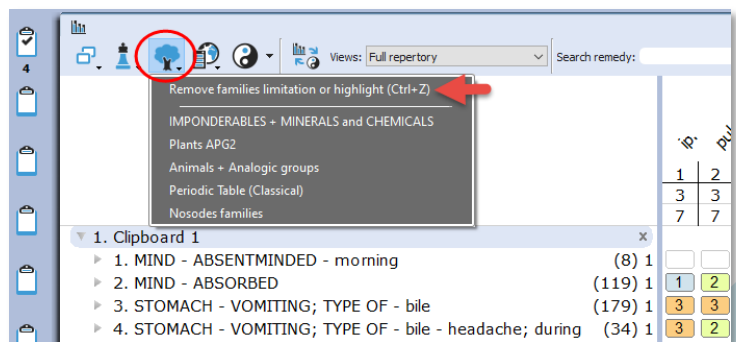 4
Views: Full repertory
Search remedy:
Remove families limitation or highlight (Ctrl+Z)
IMPONDERABLES + MINERALS and CHEMICALS
Plants APG2
Animals + Analogic groups
Periodic Table (Classical)
Nosodes families
ip. pul
1 2
3 3
7 7
1. Clipboard 1 x
1. MIND - ABSENTMINDED - morning (8) 1
2. MIND - ABSORBED (119) 1 1 2
3. STOMACH - VOMITING; TYPE OF - bile (179) 1 3 3
4. STOMACH - VOMITING; TYPE OF - bile - headache; during (34) 1 3 2